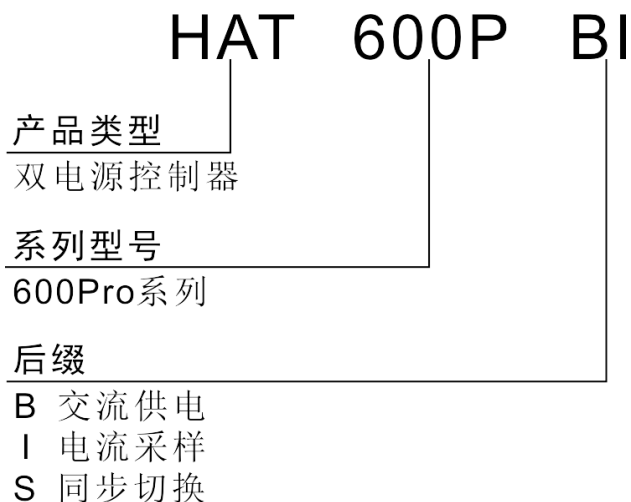 HAT 600P BI
产品类型
双电源控制器
系列型号
600Pro系列
后缀
B 交流供电
I 电流采样
S 同步切换